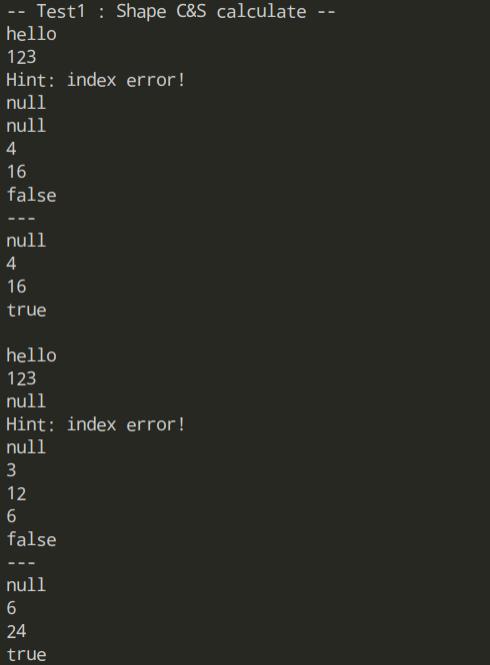 -- Test1 : Shape C&S calculate --
hello
123
Hint: index error!
null
null
4
16
false
---
null
4
16
true
hello
123
null
Hint: index error!
null
3
12
6
false
---
null
6
24
true